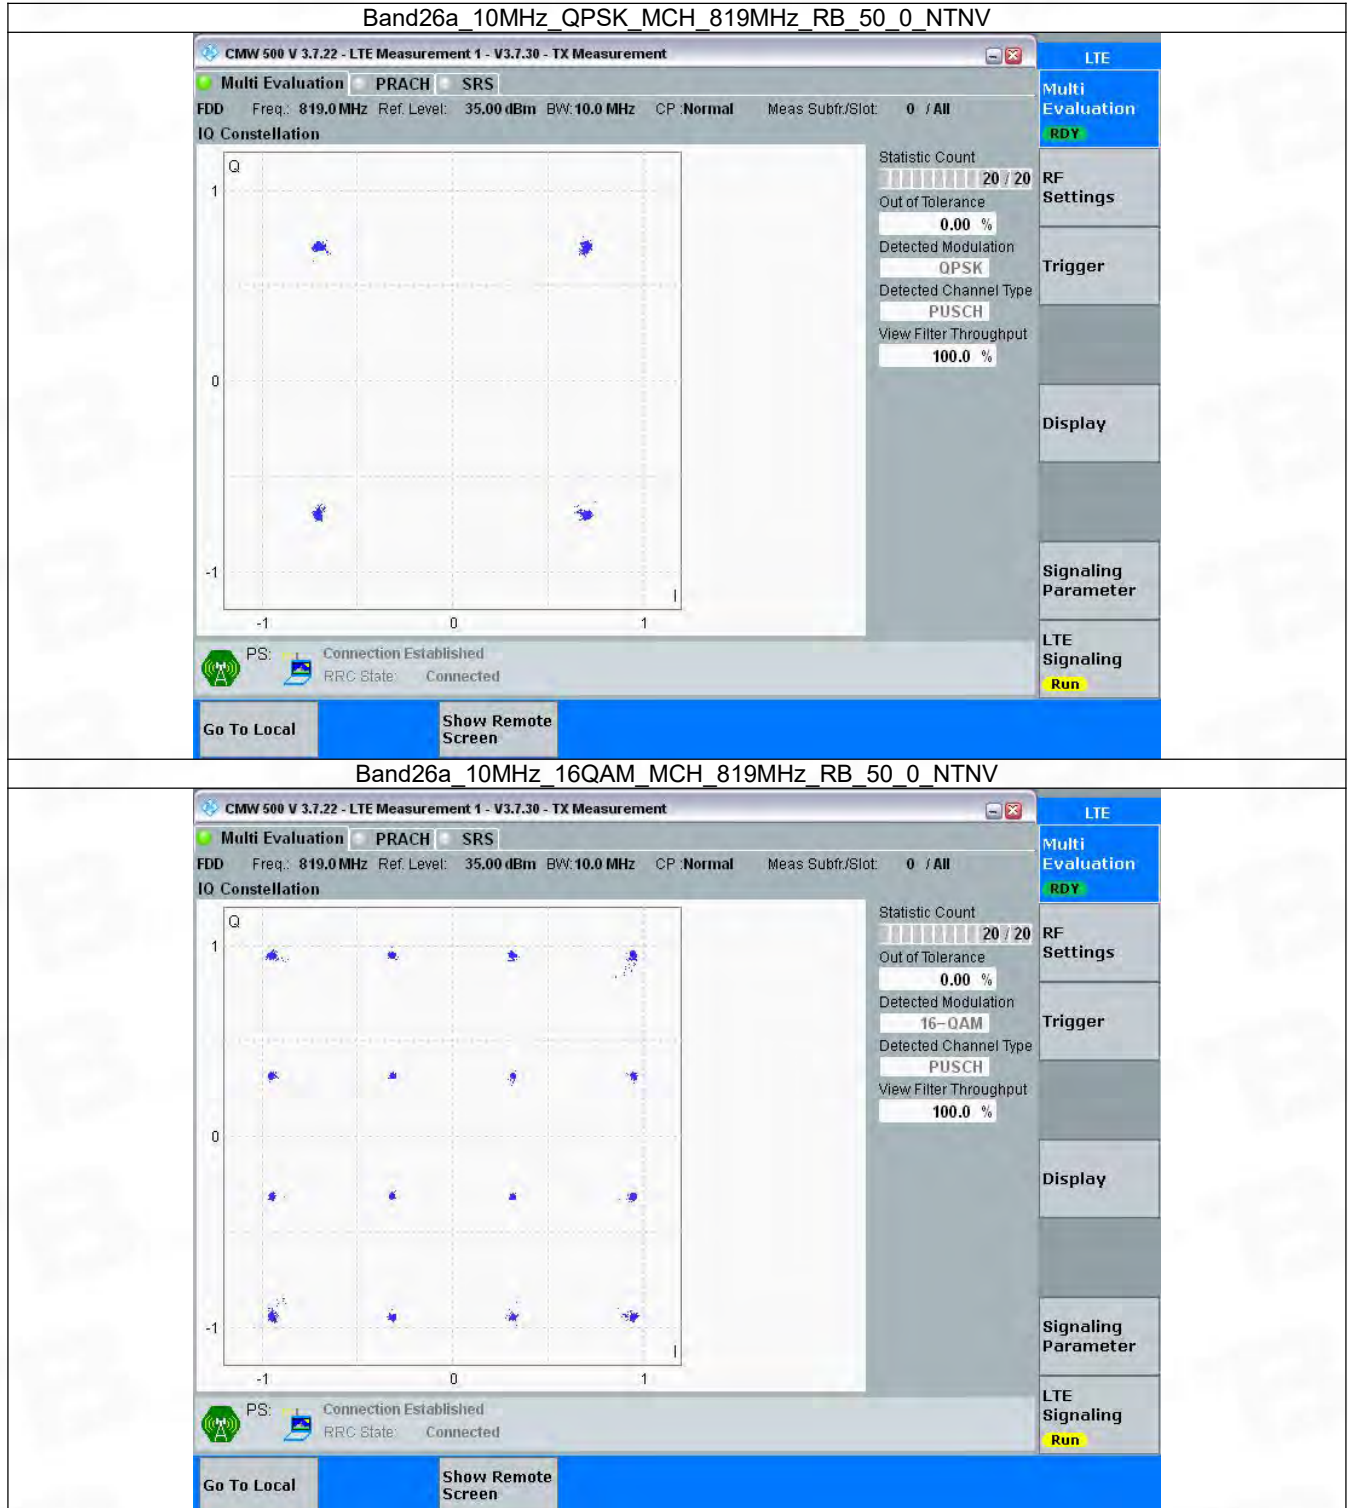 Band26a_10MHz_QPSK_MCH_819MHz_RB_50_0_NTNV
CMW 500 V 3.7.22 - LTE Measurement 1 - V3.7.30 - TX Measurement
LTE
Multi Evaluation PRACH SRS
Multi
Evaluation
RDY
FDD Freq.: 819.0 MHz Ref. Level: 35.00 dBm BW: 10.0 MHz CP :Normal Meas Subfr./Slot: 0 / All
IQ Constellation
Q
1
0
-1
I
-1 0 1
Statistic Count
20 / 20
Out of Tolerance
0.00 %
Detected Modulation
QPSK
Detected Channel Type
PUSCH
View Filter Throughput
100.0 %
RF
Settings
Trigger
Display
Signaling
Parameter
LTE
Signaling
Run
PS: Connection Established
RRC State: Connected
Go To Local
Show Remote
Screen
Band26a_10MHz_16QAM_MCH_819MHz_RB_50_0_NTNV
CMW 500 V 3.7.22 - LTE Measurement 1 - V3.7.30 - TX Measurement
LTE
Multi Evaluation PRACH SRS
Multi
Evaluation
RDY
FDD Freq.: 819.0 MHz Ref. Level: 35.00 dBm BW: 10.0 MHz CP :Normal Meas Subfr./Slot: 0 / All
IQ Constellation
Q
1
0
-1
I
-1 0 1
Statistic Count
20 / 20
Out of Tolerance
0.00 %
Detected Modulation
16-QAM
Detected Channel Type
PUSCH
View Filter Throughput
100.0 %
RF
Settings
Trigger
Display
Signaling
Parameter
LTE
Signaling
Run
PS: Connection Established
RRC State: Connected
Go To Local
Show Remote
Screen